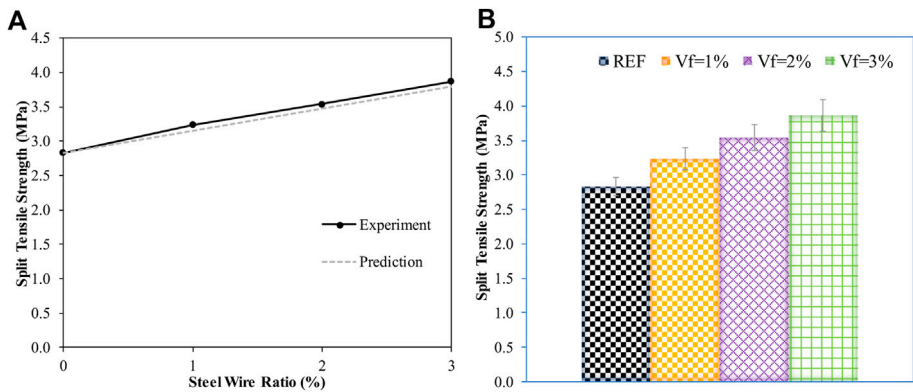 A
Split Tensile Strength (MPa)
4.5
4.0
3.5
3.0
2.5
2.0
1.5
1.0
0.5
0.0
Experiment
Prediction
0 1 2 3
Steel Wire Ratio (%)
B
Split Tensile Strength (MPa)
5.0
4.5
4.0
3.5
3.0
2.5
2.0
1.5
1.0
0.5
0.0
REF Vf=1% Vf=2% Vf=3%